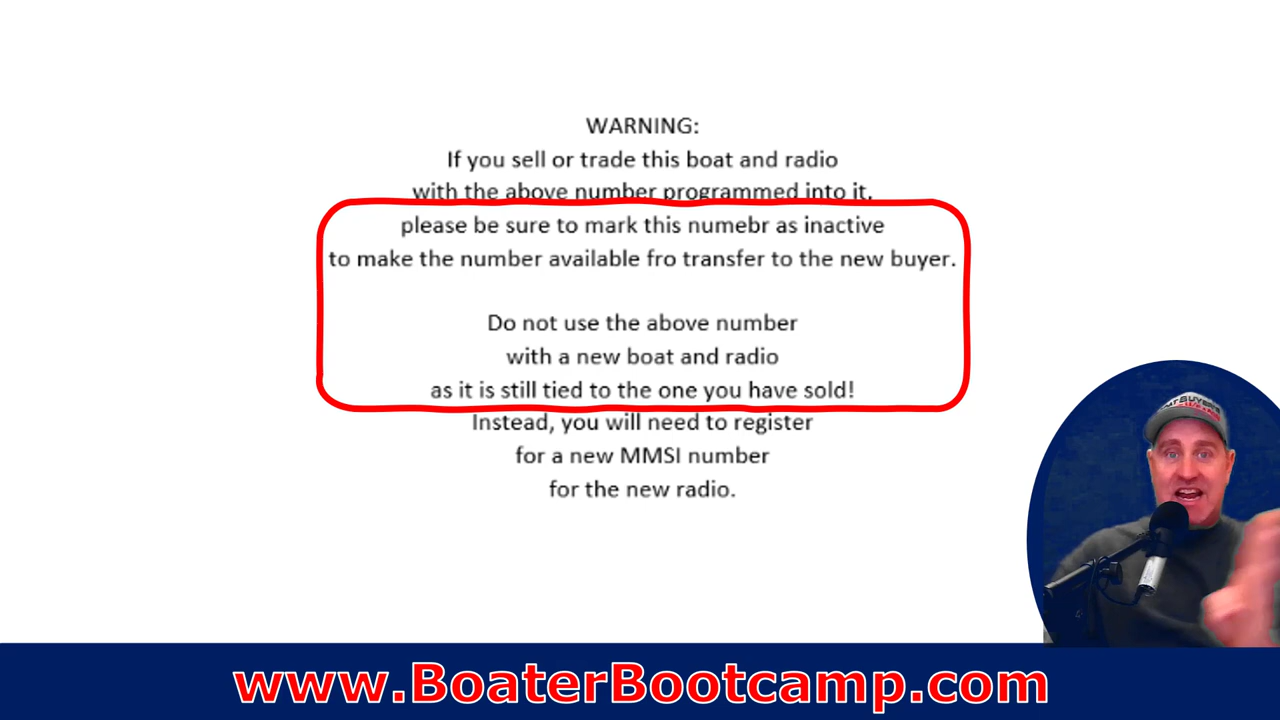 WARNING:
If you sell or trade this boat and radio
with the above number programmed into it,
please be sure to mark this numebr as inactive
to make the number available fro transfer to the new buyer.
Do not use the above number
with a new boat and radio
as it is still tied to the one you have sold!
Instead, you will need to register
for a new MMSI number
for the new radio.
www.BoaterBootcamp.com